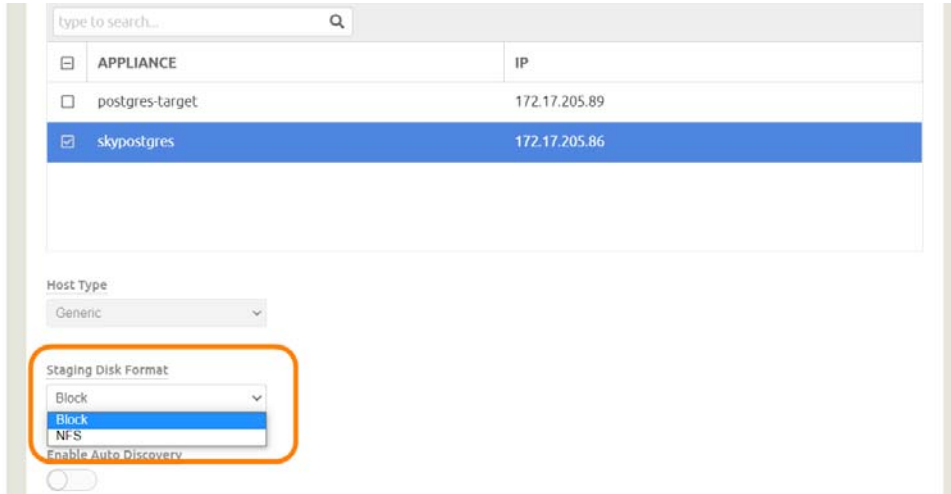 type to search...
APPLIANCE IP
postgres-target 172.17.205.89
skypostgres 172.17.205.86
Host Type
Generic
Staging Disk Format
Block
Block
NFS
Enable Auto Discovery